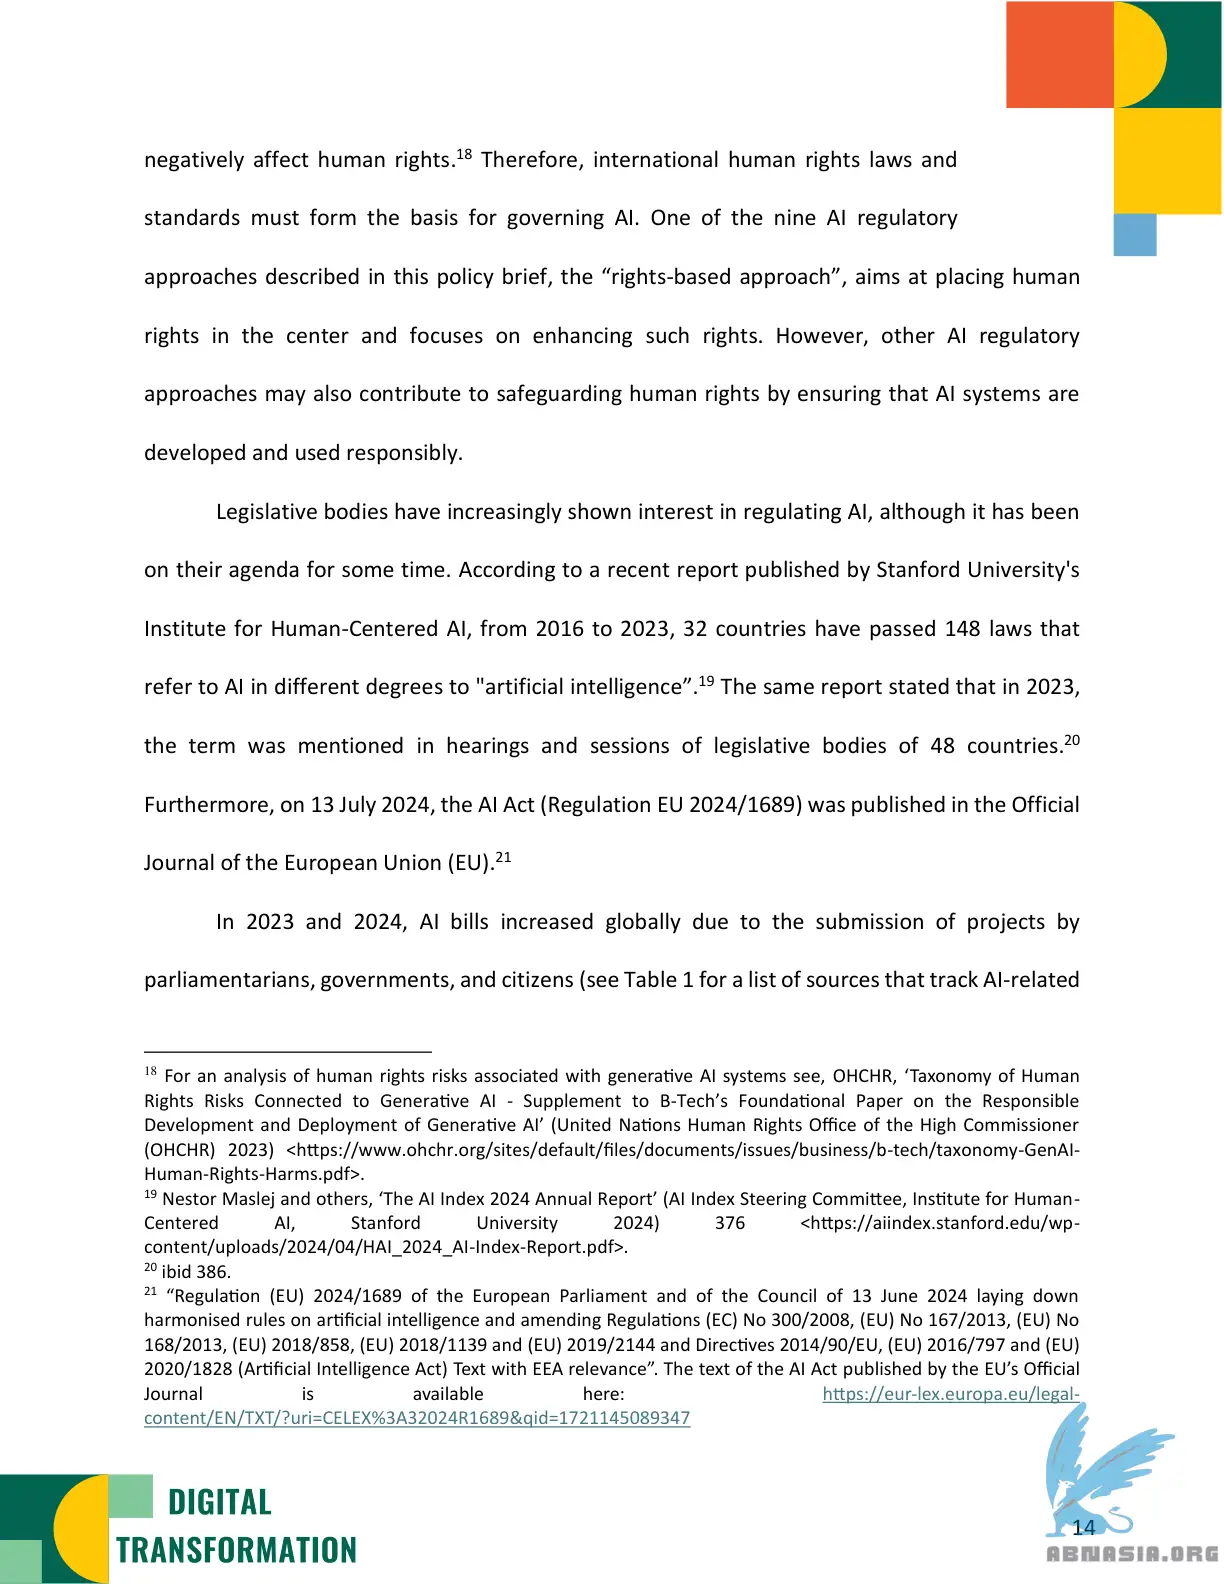 negatively affect human rights.18 Therefore, international human rights laws and
standards must form the basis for governing AI. One of the nine AI regulatory
approaches described in this policy brief, the “rights-based approach”, aims at placing human
rights in the center and focuses on enhancing such rights. However, other AI regulatory
approaches may also contribute to safeguarding human rights by ensuring that AI systems are
developed and used responsibly.
Legislative bodies have increasingly shown interest in regulating AI, although it has been
on their agenda for some time. According to a recent report published by Stanford University's
Institute for Human-Centered AI, from 2016 to 2023, 32 countries have passed 148 laws that
refer to AI in different degrees to "artificial intelligence”.19 The same report stated that in 2023,
the term was mentioned in hearings and sessions of legislative bodies of 48 countries.20
Furthermore, on 13 July 2024, the AI Act (Regulation EU 2024/1689) was published in the Official
Journal of the European Union (EU).21
In 2023 and 2024, AI bills increased globally due to the submission of projects by
parliamentarians, governments, and citizens (see Table 1 for a list of sources that track AI-related
18 For an analysis of human rights risks associated with generative AI systems see, OHCHR, ‘Taxonomy of Human
Rights Risks Connected to Generative AI - Supplement to B-Tech’s Foundational Paper on the Responsible
Development and Deployment of Generative AI’ (United Nations Human Rights Office of the High Commissioner
(OHCHR) 2023) <https://www.ohchr.org/sites/default/files/documents/issues/business/b-tech/taxonomy-GenAI-
Human-Rights-Harms.pdf>.
19 Nestor Maslej and others, ‘The AI Index 2024 Annual Report’ (AI Index Steering Committee, Institute for Human-
Centered AI, Stanford University 2024) 376 <https://aiindex.stanford.edu/wp-
content/uploads/2024/04/HAI_2024_AI-Index-Report.pdf>.
20 ibid 386.
21 “Regulation (EU) 2024/1689 of the European Parliament and of the Council of 13 June 2024 laying down
harmonised rules on artificial intelligence and amending Regulations (EC) No 300/2008, (EU) No 167/2013, (EU) No
168/2013, (EU) 2018/858, (EU) 2018/1139 and (EU) 2019/2144 and Directives 2014/90/EU, (EU) 2016/797 and (EU)
2020/1828 (Artificial Intelligence Act) Text with EEA relevance”. The text of the AI Act published by the EU’s Official
Journal is available here: https://eur-lex.europa.eu/legal-
content/EN/TXT/?uri=CELEX%3A32024R1689&qid=1721145089347
DIGITAL
TRANSFORMATION
14
ABNASIA.ORG